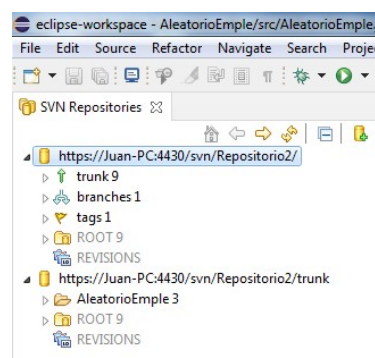 eclipse-workspace - AleatorioEmple/src/AleatorioEmple.
File Edit Source Refactor Navigate Search Proje
SVN Repositories
https://Juan-PC:4430/svn/Repositorio2/
trunk 9
branches 1
tags 1
ROOT 9
REVISIONS
https://Juan-PC:4430/svn/Repositorio2/trunk
AleatorioEmple 3
ROOT 9
REVISIONS